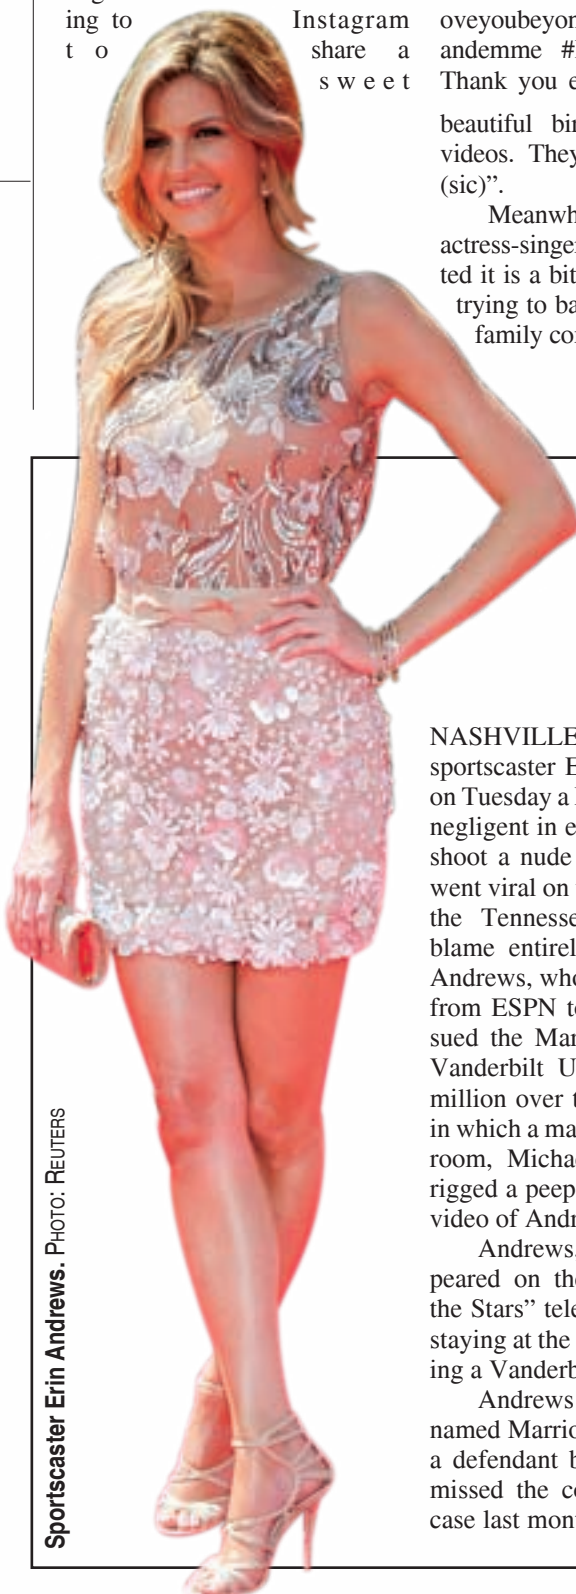 ing to Instagram
t o share a
s w e e t
oveyoubeyon
andemme
Thank you e
beautiful bir
videos. They
(sic)”.
Meanwh
actress-singer
ted it is a bit
trying to ba
family co
Sportscaster Erin Andrews. PHOTO: REUTERS
NASHVILLE
sportscaster E
on Tuesday a
negligent in e
shoot a nude
went viral on
the Tennesse
blame entirel
Andrews, who
from ESPN to
sued the Mar
Vanderbilt U
million over t
in which a ma
room, Micha
rigged a peep
video of Andr
Andrews,
peared on the
the Stars” tele
staying at the
ing a Vanderb
Andrews
named Marrio
a defendant b
missed the co
case last mont